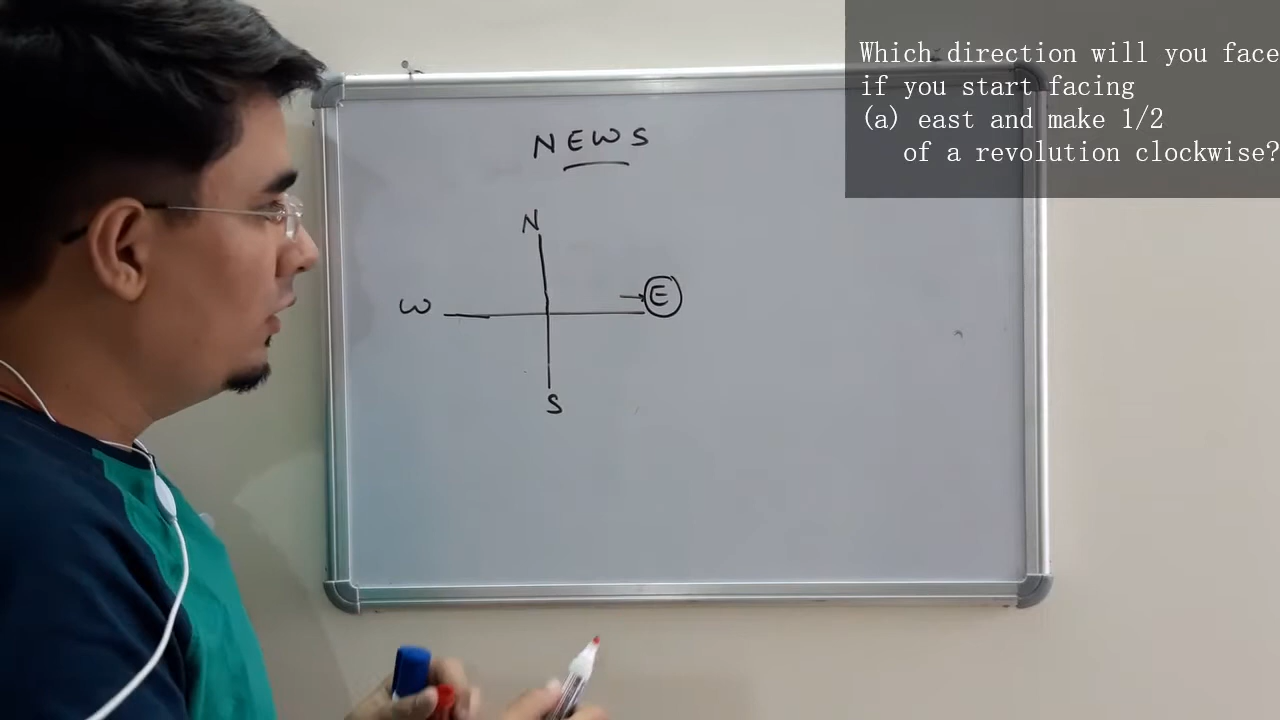 Which direction will you face
if you start facing
(a) east and make 1/2
of a revolution clockwise?
NEWS
N
W
E
S